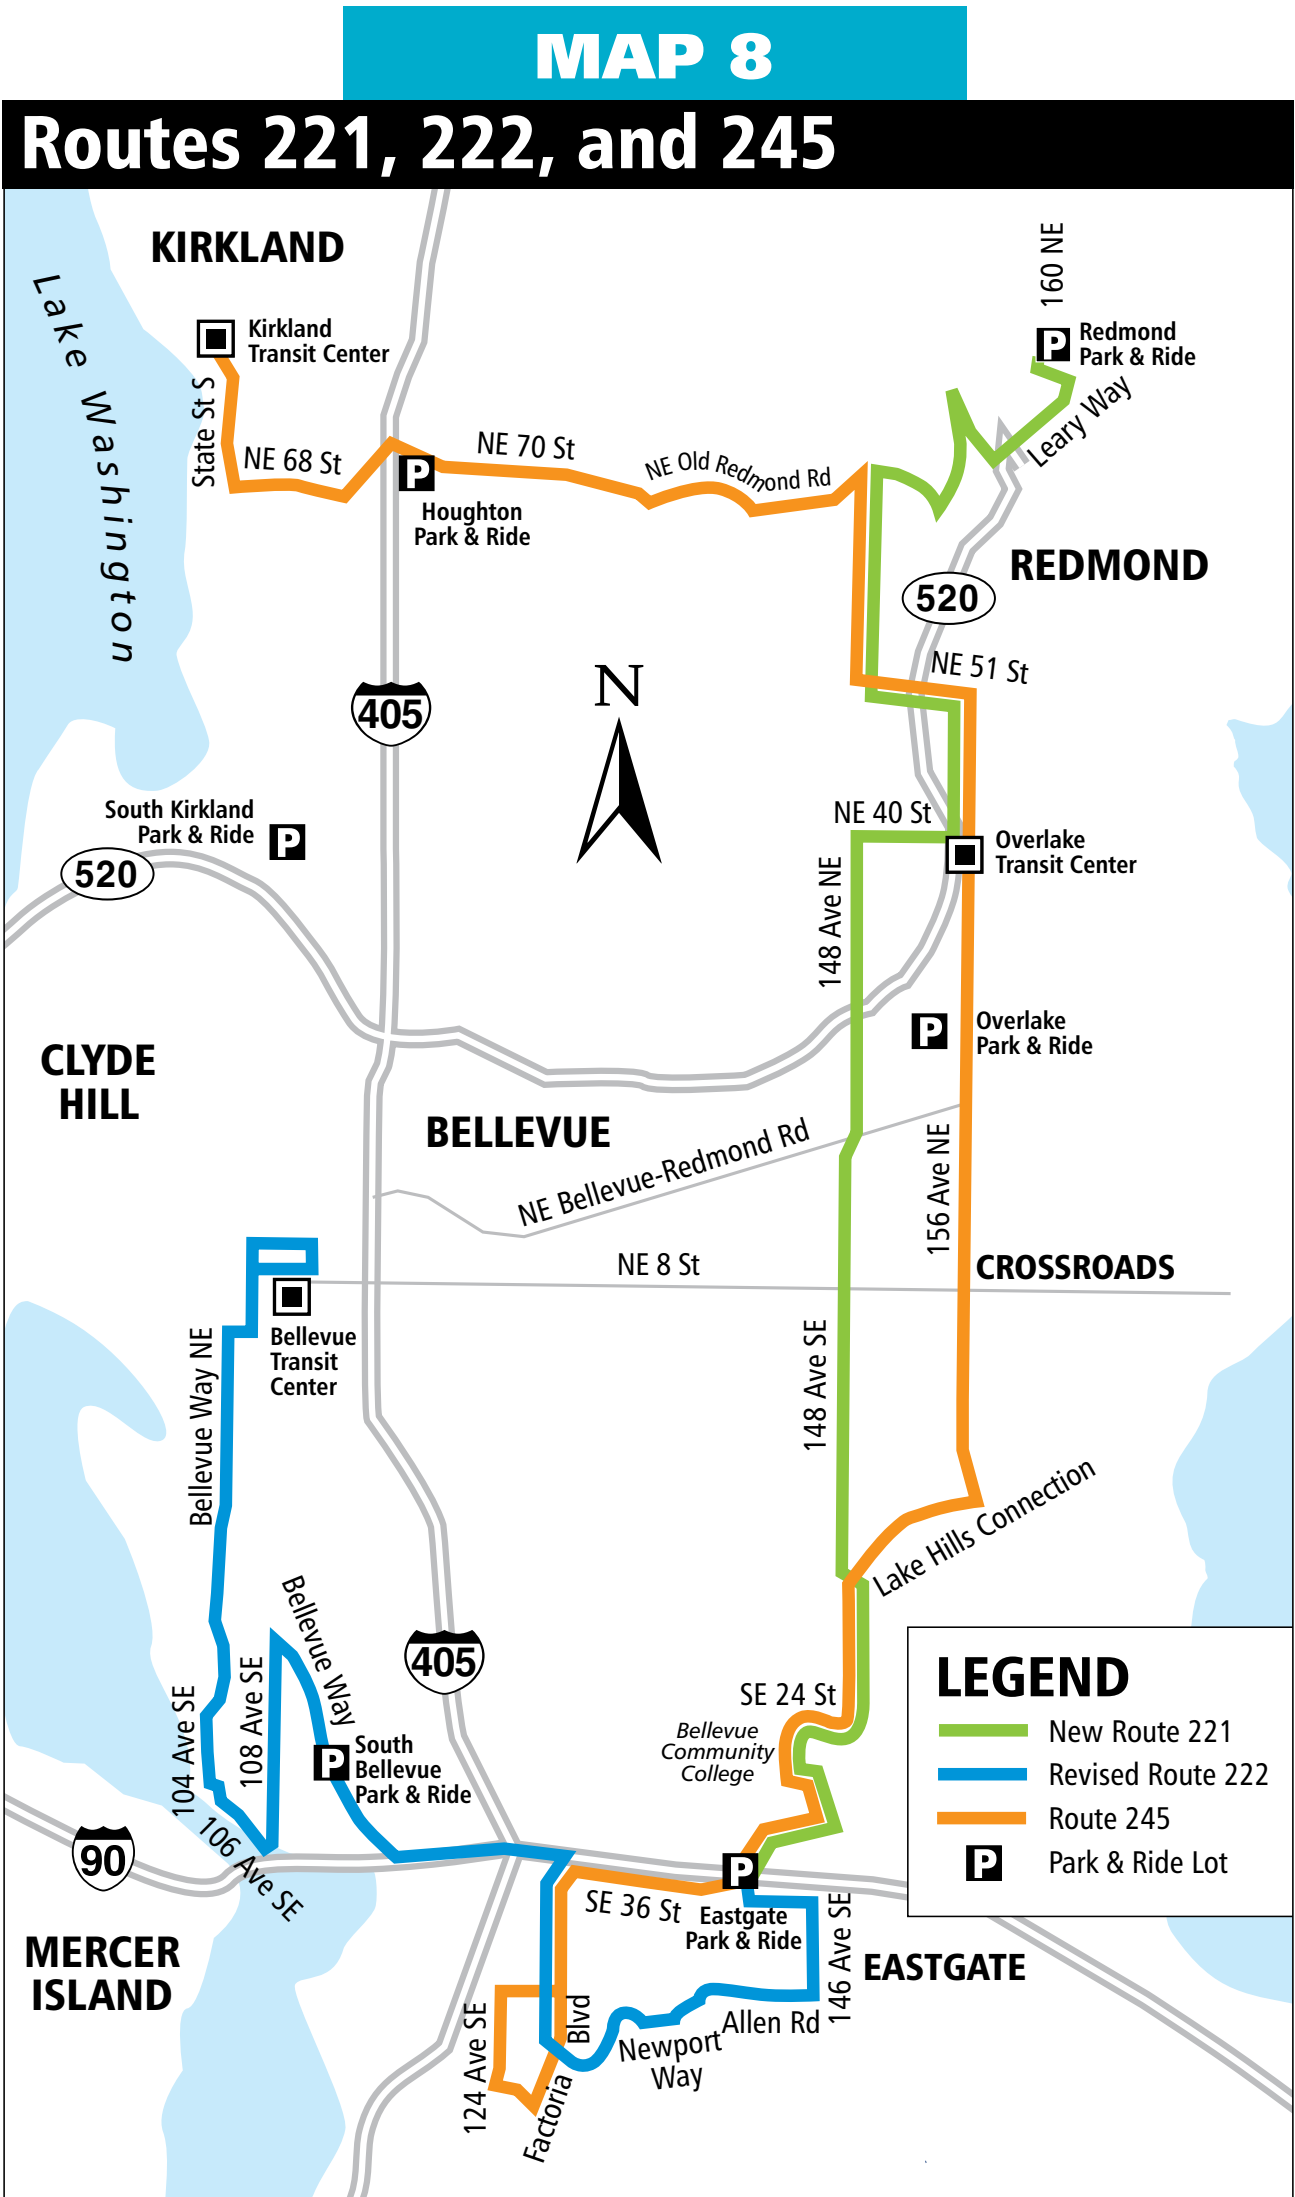 MAP 8
Routes 221, 222, and 245
KIRKLAND
160 NE
Lake Washington
Kirkland
Transit Center
Redmond
Park & Ride
State St S
NE 68 St
NE 70 St
NE Old Redmond Rd
Leary Way
P
P
Houghton
Park & Ride
REDMOND
520
NE 51 St
405
N
South Kirkland
Park & Ride
P
520
NE 40 St
Overlake
Transit Center
148 Ave NE
P
Overlake
Park & Ride
CLYDE
HILL
BELLEVUE
NE Bellevue-Redmond Rd
156 Ave NE
NE 8 St
CROSSROADS
Bellevue
Transit
Center
Bellevue Way NE
148 Ave SE
Lake Hills Connection
Bellevue Way
405
104 Ave SE
108 Ave SE
P
South
Bellevue
Park & Ride
SE 24 St
Bellevue
Community
College
LEGEND
New Route 221
Revised Route 222
Route 245
P
Park & Ride Lot
90
106 Ave SE
P
SE 36 St
Eastgate
Park & Ride
146 Ave SE
EASTGATE
MERCER
ISLAND
124 Ave SE
Factoria Blvd
Newport
Way
Allen Rd